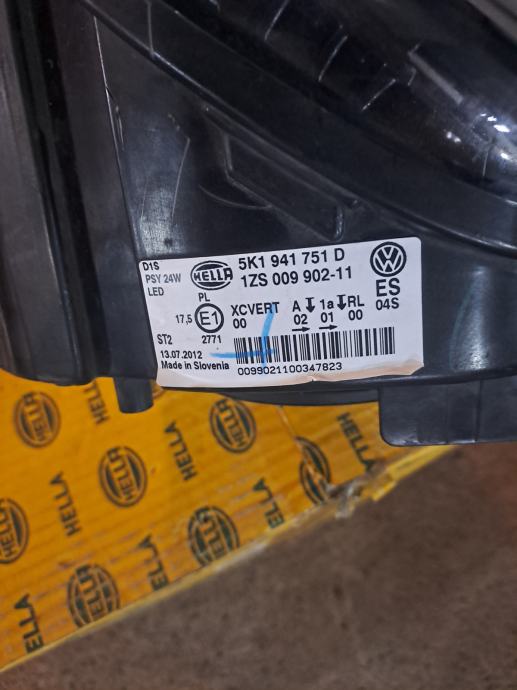 D1S
PSY 24W
LED
HELLA
5K1 941 751 D
1ZS 009 902-11
ES
04S
PL
17,5 E1
XCVERT A 1a RL
00 02 01 00
ST2 2771
13.07.2012
Made in Slovenia
0099021100347823
HELLA
HELLA
HELLA
HELLA
HELLA
HELLA
HELLA